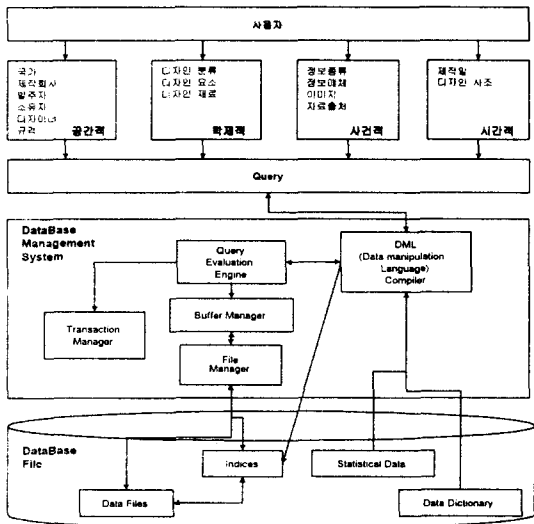 사용자
국가
제작회사
발주자
소유자
디자이너
규격
공간적
디자인 분류
디자인 요소
디자인 재료
학제적
정보종류
정보매체
이미지
자료출처
사건적
제작일
디자인 사조
시간적
Query
DataBase
Management
System
Query
Evaluation
Engine
DML
(Data manipulation
Language)
Compiler
Transaction
Manager
Buffer Manager
File
Manager
DataBase
File
Indices
Statistical Data
Data Files
Data Dictionary